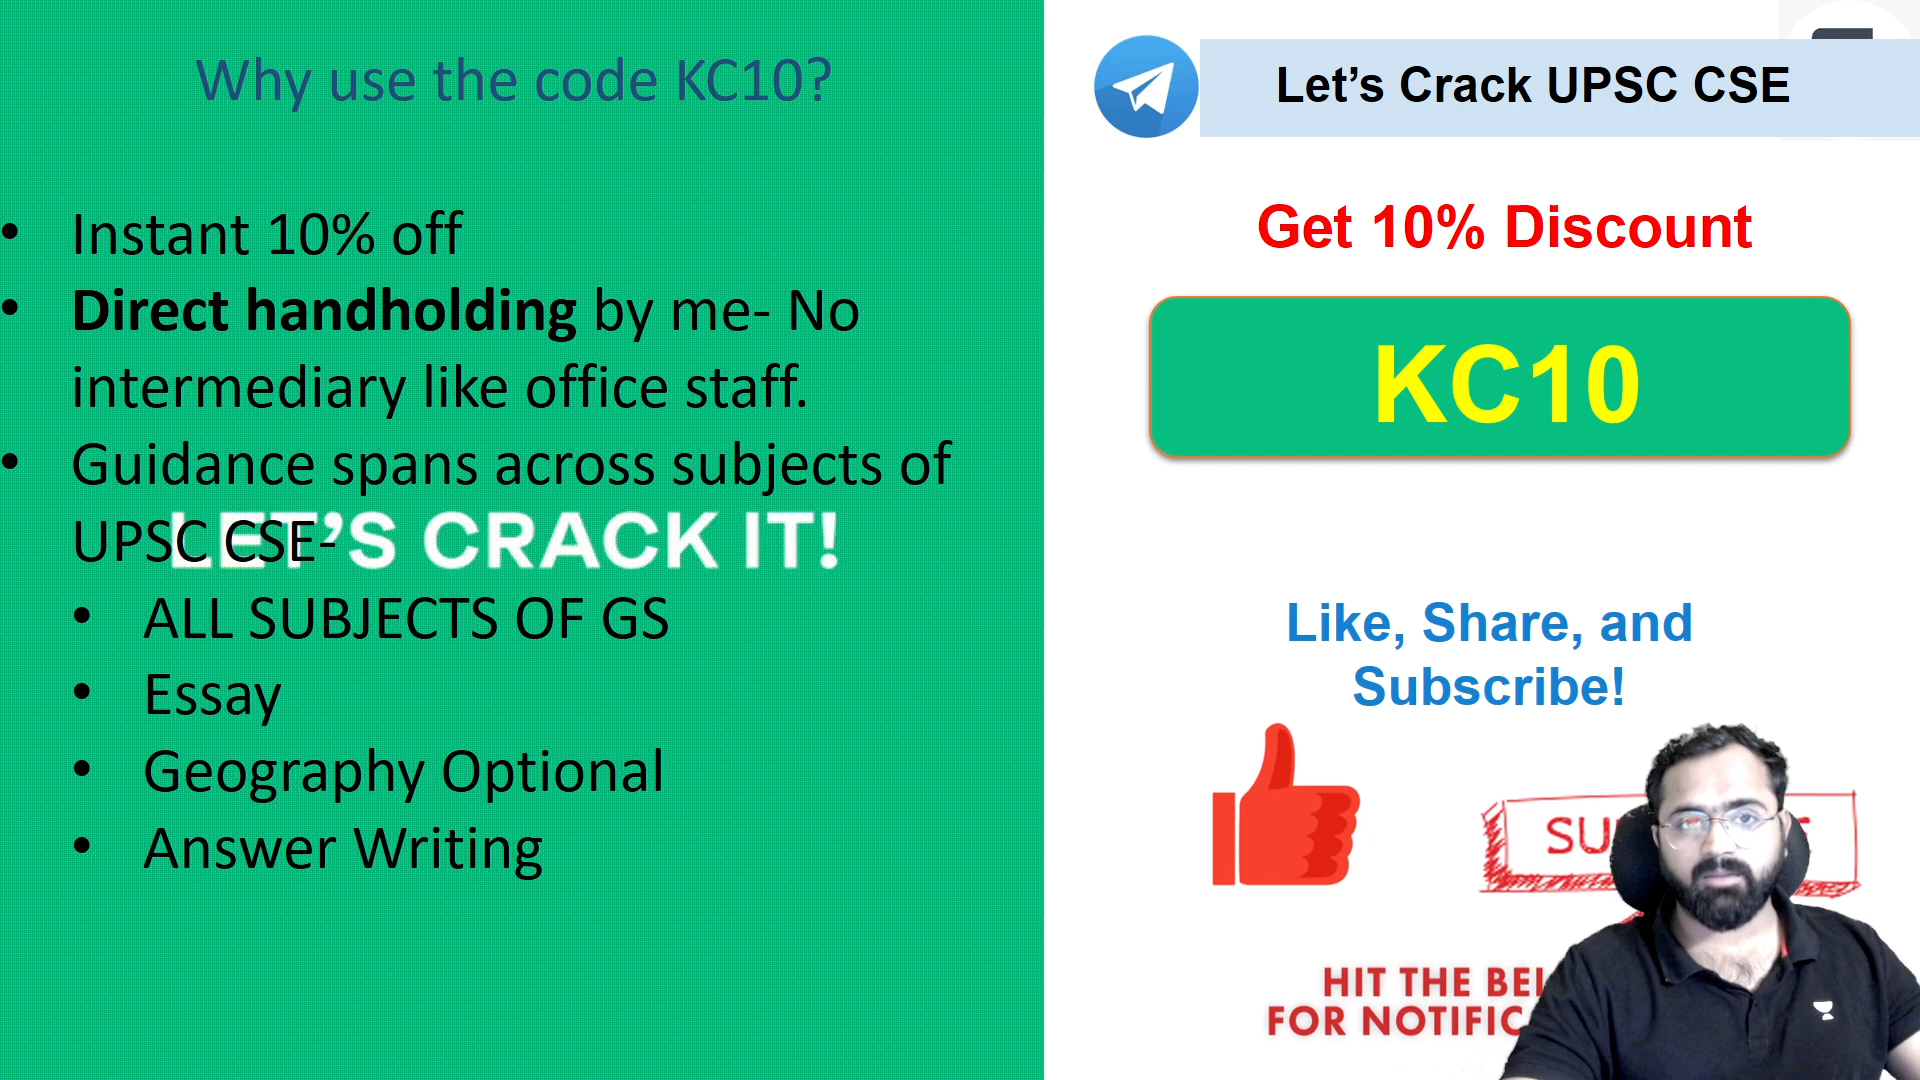 Why use the code KC10?
• Instant 10% off
• Direct handholding by me- No
intermediary like office staff.
• Guidance spans across subjects of
UPSC CSE-
LET'S CRACK IT!
• ALL SUBJECTS OF GS
• Essay
• Geography Optional
• Answer Writing
Let’s Crack UPSC CSE
Get 10% Discount
KC10
Like, Share, and
Subscribe!
HIT THE
FOR